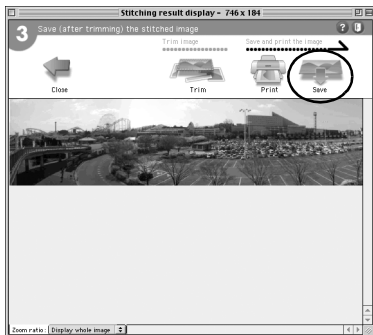 Stitching result display - 746 x 184
3 Save (after trimming) the stitched image ?
Trim image
Save and print the image
Close
Trim
Print
Save
Zoom ratio : Display whole image